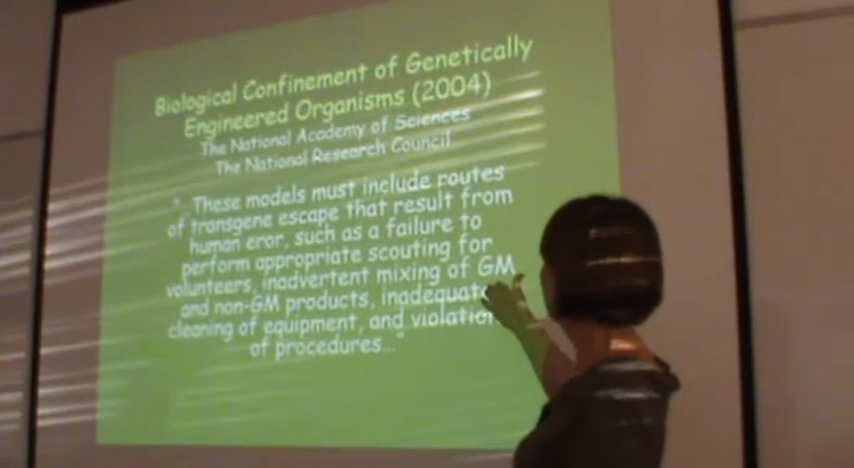 Biological Confinement of Genetically
Engineered Organisms (2004)
The National Academy of Sciences
The National Research Council
"...These models must include routes
of transgene escape that result from
human eror, such as a failure to
perform appropriate scouting for
volunteers, inadvertent mixing of GM
and non-GM products, inadequate
cleaning of equipment, and violation
of procedures..."